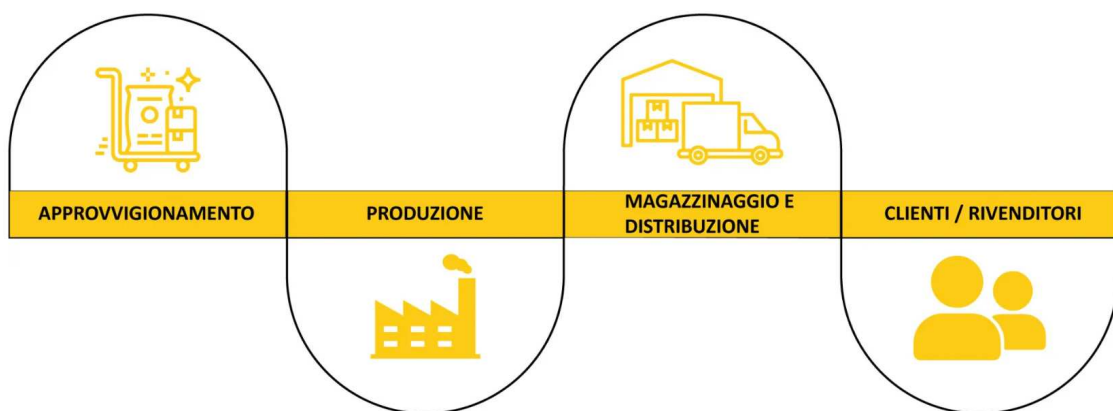 APPROVVIGIONAMENTO
PRODUZIONE
MAGAZZINAGGIO E
DISTRIBUZIONE
CLIENTI / RIVENDITORI